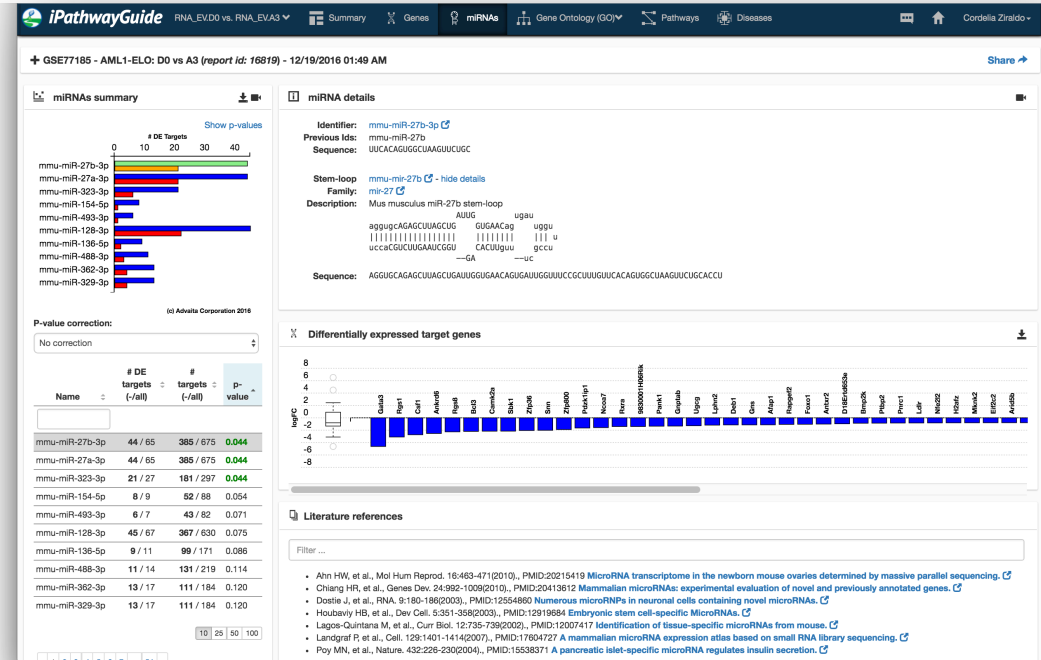 iPathwayGuide RNA_EV.D0 vs. RNA_EV.A3 Summary Genes miRNAs Gene Ontology (GO) Pathways Diseases Cordelia Ziraldo
GSE77185 - AML1-ELO: D0 vs A3 (report id: 16819) - 12/19/2016 01:49 AM Share
miRNAs summary
Show p-values
# DE Targets
0 10 20 30 40
mmu-miR-27b-3p
mmu-miR-27a-3p
mmu-miR-323-3p
mmu-miR-154-5p
mmu-miR-493-3p
mmu-miR-128-3p
mmu-miR-136-5p
mmu-miR-488-3p
mmu-miR-362-3p
mmu-miR-329-3p
(c) Advaita Corporation 2016
P-value correction:
No correction
Name # DE targets (-/all) # targets (-/all) p-value
mmu-miR-27b-3p 44 / 65 385 / 675 0.044
mmu-miR-27a-3p 44 / 65 385 / 675 0.044
mmu-miR-323-3p 21 / 27 181 / 297 0.044
mmu-miR-154-5p 8 / 9 52 / 88 0.054
mmu-miR-493-3p 6 / 7 43 / 82 0.071
mmu-miR-128-3p 45 / 67 367 / 630 0.075
mmu-miR-136-5p 9 / 11 99 / 171 0.086
mmu-miR-488-3p 11 / 14 131 / 219 0.114
mmu-miR-362-3p 13 / 17 111 / 184 0.120
mmu-miR-329-3p 13 / 17 111 / 184 0.120
10 25 50 100
miRNA details
Identifier: mmu-miR-27b-3p
Previous Ids: mmu-miR-27b
Sequence: UUCACAGUGGCUAAGUUCUGC
Stem-loop mmu-mir-27b - hide details
Family: mir-27
Description: Mus musculus miR-27b stem-loop
AUUG ugau
aggugcAGAGCUUAGCUG GUGAACag uggu
|||||||||||||||||| |||||||| ||| u
uccaCGUCUUGAAUCGGU CACUUguu gccu
--GA --uc
Sequence: AGGUGCAGAGCUUAGCUGAUUGGUGAACAGUGAUUGGUUUCCGCUUUGUUCACAGUGGCUAAGUUCUGCACCU
Differentially expressed target genes
logFC
8
6
4
2
0
-2
-4
-6
-8
Gata3
Rgs1
Calf1
Ankrd6
Rgs8
Bcl3
Camk2a
Sbk1
Zfp36
Snn
Zfp800
Pdzk1ip1
Ncoa7
Rxra
9830001H06Rik
Pank1
Gnptab
Ugcg
Lphn2
Deb1
Gns
Afap1
Rapgef2
Foxo1
Antxr2
D18Ertd653e
Bmp2k
Ptbp2
Pnrc1
Ldlr
Nfe2l2
H2afz
Mknk2
Eif2c2
Arid5b
Literature references
Filter ...
• Ahn HW, et al., Mol Hum Reprod. 16:463-471(2010)., PMID:20215419 MicroRNA transcriptome in the newborn mouse ovaries determined by massive parallel sequencing.
• Chiang HR, et al., Genes Dev. 24:992-1009(2010)., PMID:20413612 Mammalian microRNAs: experimental evaluation of novel and previously annotated genes.
• Dostie J, et al., RNA. 9:180-186(2003)., PMID:12554860 Numerous microRNPs in neuronal cells containing novel microRNAs.
• Houbaviy HB, et al., Dev Cell. 5:351-358(2003)., PMID:12919684 Embryonic stem cell-specific MicroRNAs.
• Lagos-Quintana M, et al., Curr Biol. 12:735-739(2002)., PMID:12007417 Identification of tissue-specific microRNAs from mouse.
• Landgraf P, et al., Cell. 129:1401-1414(2007)., PMID:17604727 A mammalian microRNA expression atlas based on small RNA library sequencing.
• Poy MN, et al., Nature. 432:226-230(2004)., PMID:15538371 A pancreatic islet-specific microRNA regulates insulin secretion.